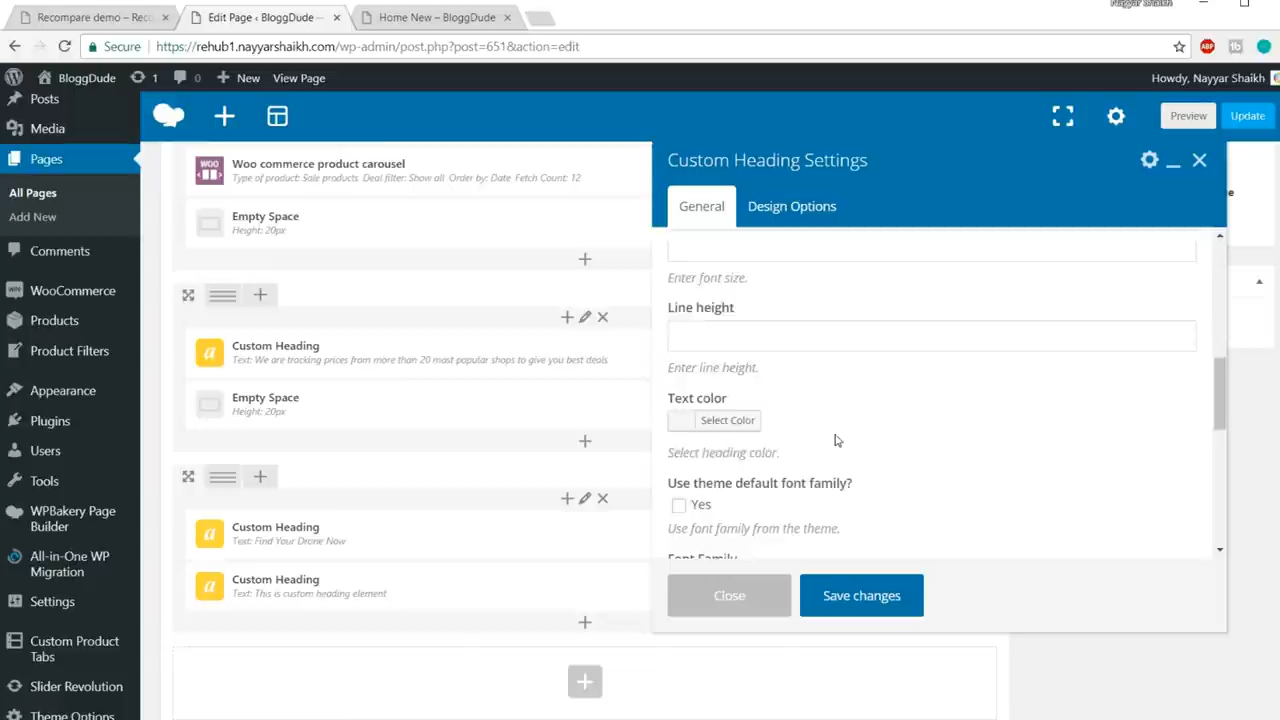 Nayyar Shaikh
Recompare demo – Recom
Edit Page ‹ BloggDude —
Home New – BloggDude
Secure
https://rehub1.nayyarshaikh.com/wp-admin/post.php?post=651&action=edit
ABP
BloggDude
1
0
New
View Page
Howdy, Nayyar Shaikh
Posts
Media
Pages
All Pages
Add New
Comments
WooCommerce
Products
Product Filters
Appearance
Plugins
Users
Tools
WPBakery Page
Builder
All-in-One WP
Migration
Settings
Custom Product
Tabs
Slider Revolution
Theme Options
Preview
Update
WOO
Woo commerce product carousel
Type of product: Sale products Deal filter: Show all Order by: Date Fetch Count: 12
Empty Space
Height: 20px
a
Custom Heading
Text: We are tracking prices from more than 20 most popular shops to give you best deals
Empty Space
Height: 20px
a
Custom Heading
Text: Find Your Drone Now
a
Custom Heading
Text: This is custom heading element
Custom Heading Settings
General
Design Options
Enter font size.
Line height
Enter line height.
Text color
Select Color
Select heading color.
Use theme default font family?
Yes
Use font family from the theme.
Font Family
Close
Save changes